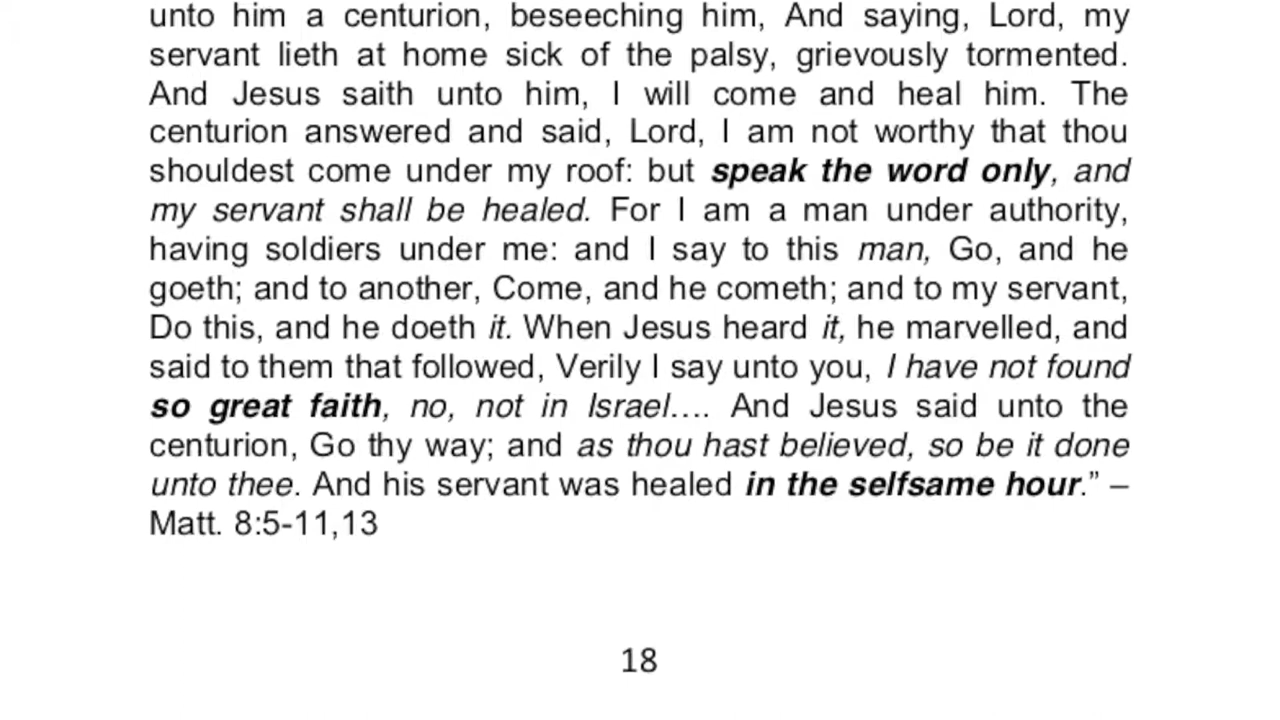 unto him a centurion, beseeching him, And saying, Lord, my
servant lieth at home sick of the palsy, grievously tormented.
And Jesus saith unto him, I will come and heal him. The
centurion answered and said, Lord, I am not worthy that thou
shouldest come under my roof: but speak the word only, and
my servant shall be healed. For I am a man under authority,
having soldiers under me: and I say to this man, Go, and he
goeth; and to another, Come, and he cometh; and to my servant,
Do this, and he doeth it. When Jesus heard it, he marvelled, and
said to them that followed, Verily I say unto you, I have not found
so great faith, no, not in Israel…. And Jesus said unto the
centurion, Go thy way; and as thou hast believed, so be it done
unto thee. And his servant was healed in the selfsame hour.” –
Matt. 8:5-11,13
18